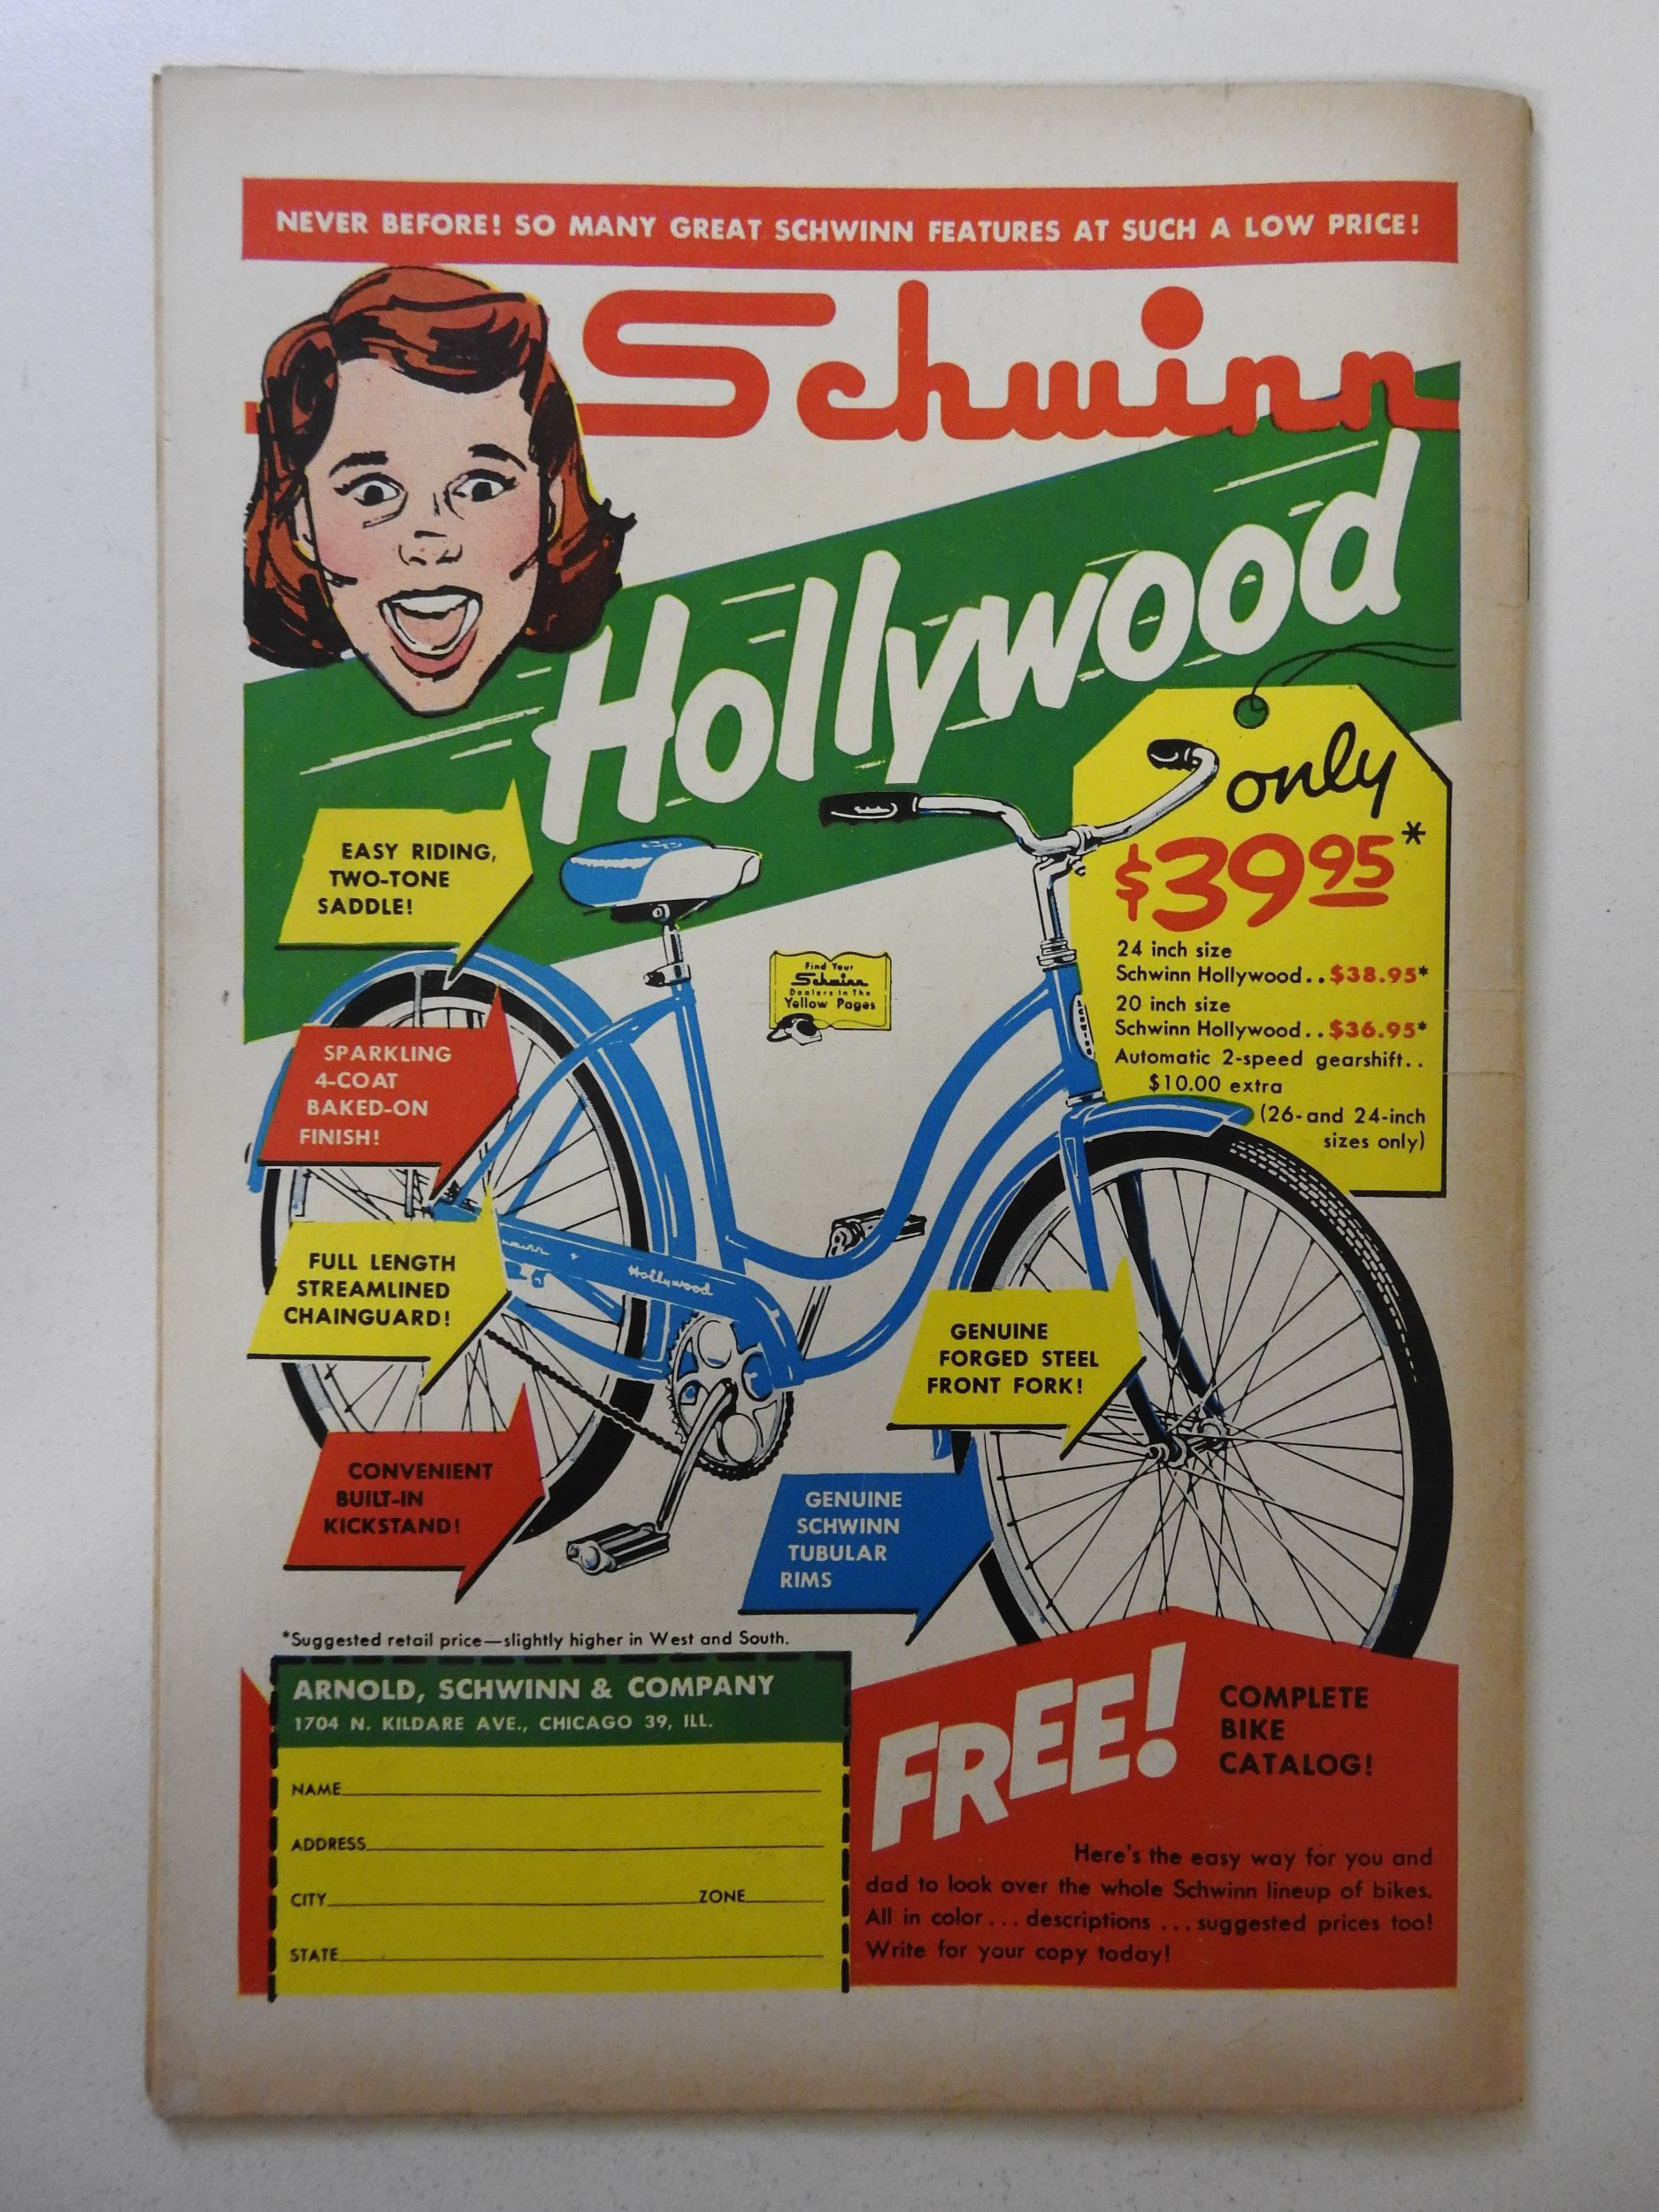 NEVER BEFORE! SO MANY GREAT SCHWINN FEATURES AT SUCH A LOW PRICE!
Schwinn
Hollywood
only
$39.95*
24 inch size
Schwinn Hollywood..$38.95*
20 inch size
Schwinn Hollywood..$36.95*
Automatic 2-speed gearshift..
$10.00 extra
(26-and 24-inch
sizes only)
EASY RIDING,
TWO-TONE
SADDLE!
Find Your
Schwinn
Dealers In The
Yellow Pages
SCHWINN
SPARKLING
4-COAT
BAKED-ON
FINISH!
FULL LENGTH
STREAMLINED
CHAINGUARD!
Hollywood
GENUINE
FORGED STEEL
FRONT FORK!
CONVENIENT
BUILT-IN
KICKSTAND!
GENUINE
SCHWINN
TUBULAR
RIMS
*Suggested retail price—slightly higher in West and South.
ARNOLD, SCHWINN & COMPANY
1704 N. KILDARE AVE., CHICAGO 39, ILL.
NAME
ADDRESS
CITY ZONE
STATE
FREE!
COMPLETE
BIKE
CATALOG!
Here's the easy way for you and
dad to look over the whole Schwinn lineup of bikes.
All in color...descriptions...suggested prices too!
Write for your copy today!